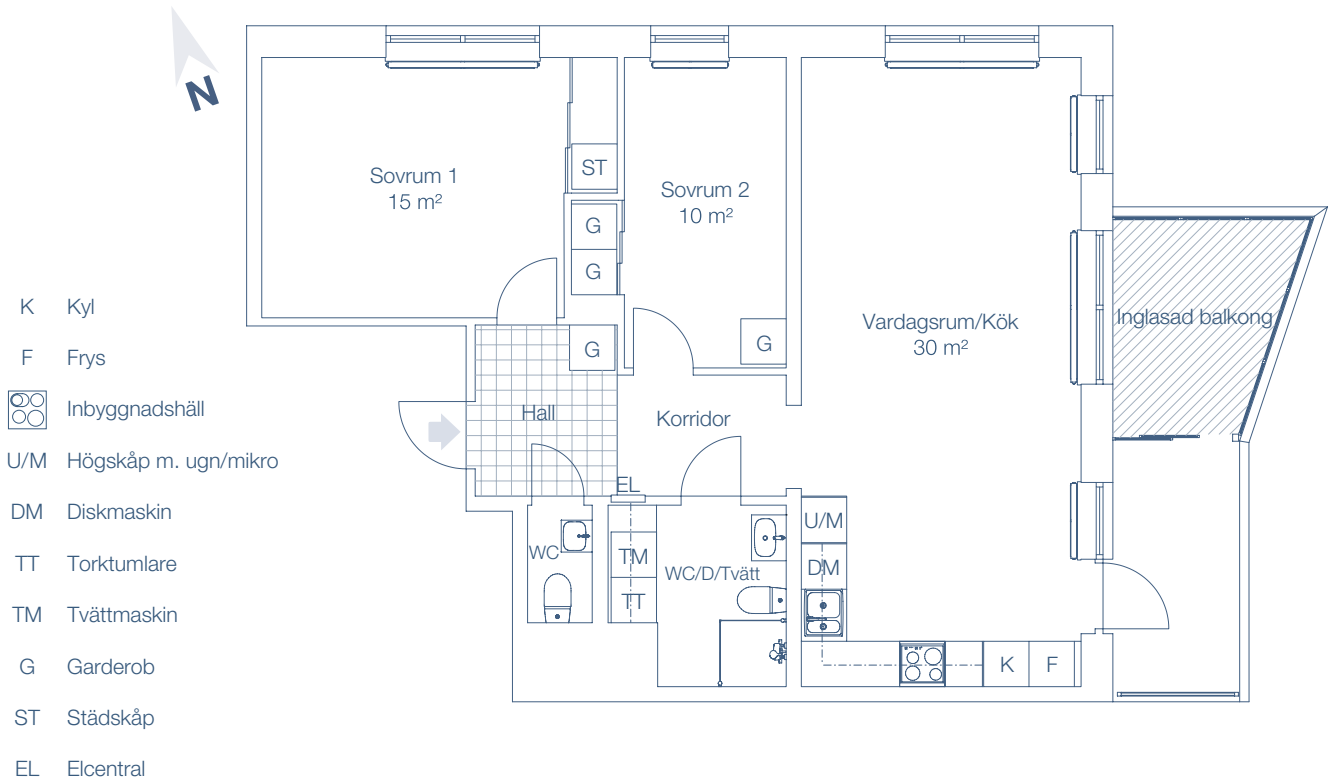 N
Sovrum 1
15 m²
ST
G
G
Sovrum 2
10 m²
G
G
Vardagsrum/Kök
30 m²
Inglasad balkong
Hall
Korridor
EL
WC
TM
TT
WC/D/Tvätt
U/M
DM
K
F
K Kyl
F Frys
Inbyggnadshäll
U/M Högskåp m. ugn/mikro
DM Diskmaskin
TT Torktumlare
TM Tvättmaskin
G Garderob
ST Städskåp
EL Elcentral